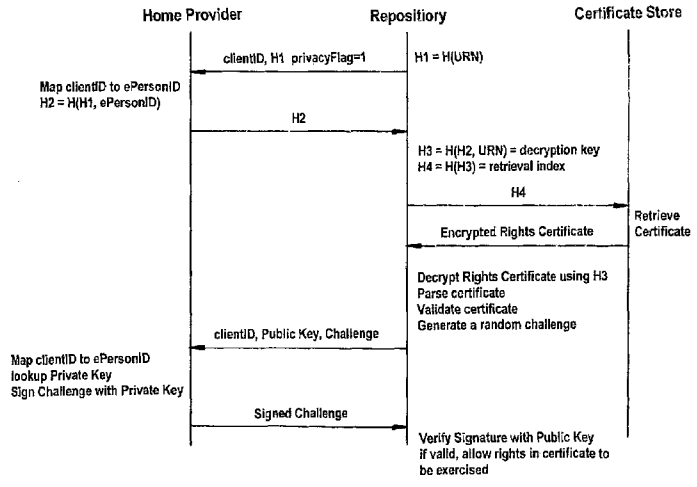 Home Provider
Repositiory
Certificate Store
clientID, H1 privacyFlag=1
H1 = H(URN)
Map clientID to ePersonID
H2 = H(H1, ePersonID)
H2
H3 = H(H2, URN) = decryption key
H4 = H(H3) = retrieval index
H4
Retrieve
Certificate
Encrypted Rights Certificate
Decrypt Rights Certificate using H3
Parse certificate
Validate certificate
Generate a random challenge
clientID, Public Key, Challenge
Map clientID to ePersonID
lookup Private Key
Sign Challenge with Private Key
Signed Challenge
Verify Signature with Public Key
if valid, allow rights in certificate to
be exercised